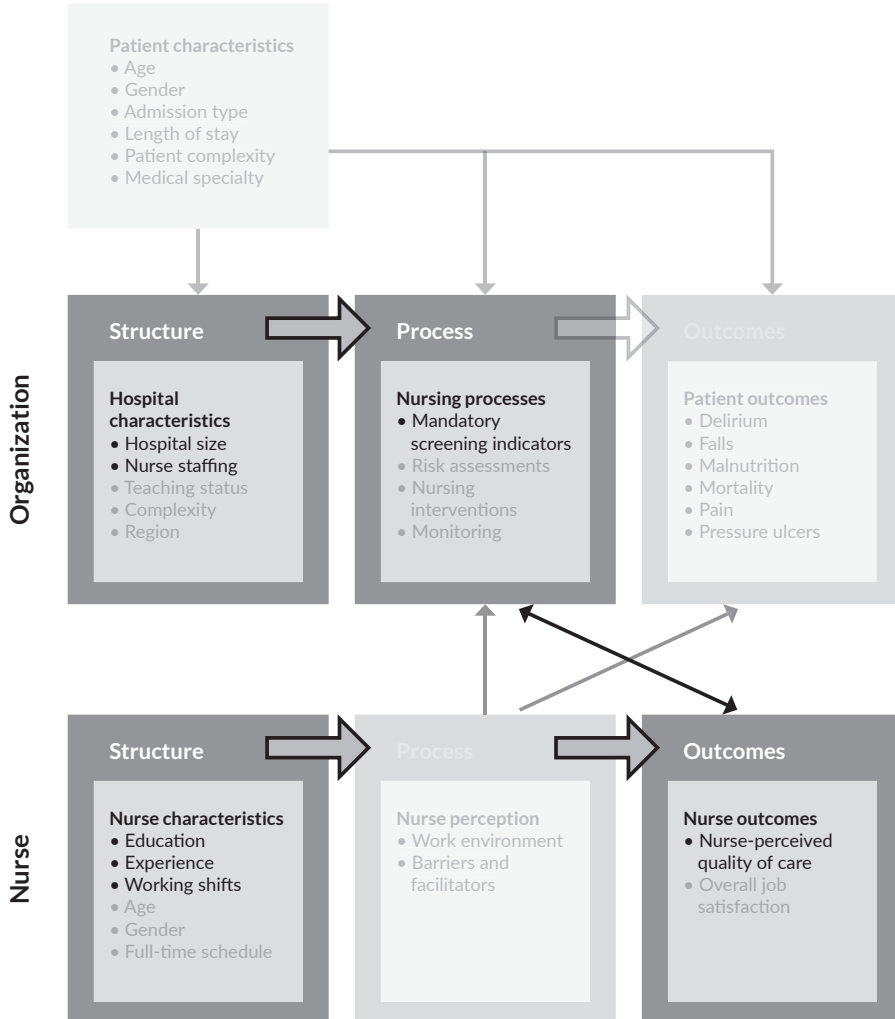 Patient characteristics
• Age
• Gender
• Admission type
• Length of stay
• Patient complexity
• Medical specialty
Organization
Structure
Hospital
characteristics
• Hospital size
• Nurse staffing
• Teaching status
• Complexity
• Region
Process
Nursing processes
• Mandatory
screening indicators
• Risk assessments
• Nursing
interventions
• Monitoring
Outcomes
Patient outcomes
• Delirium
• Falls
• Malnutrition
• Mortality
• Pain
• Pressure ulcers
Nurse
Structure
Nurse characteristics
• Education
• Experience
• Working shifts
• Age
• Gender
• Full-time schedule
Process
Nurse perception
• Work environment
• Barriers and
facilitators
Outcomes
Nurse outcomes
• Nurse-perceived
quality of care
• Overall job
satisfaction